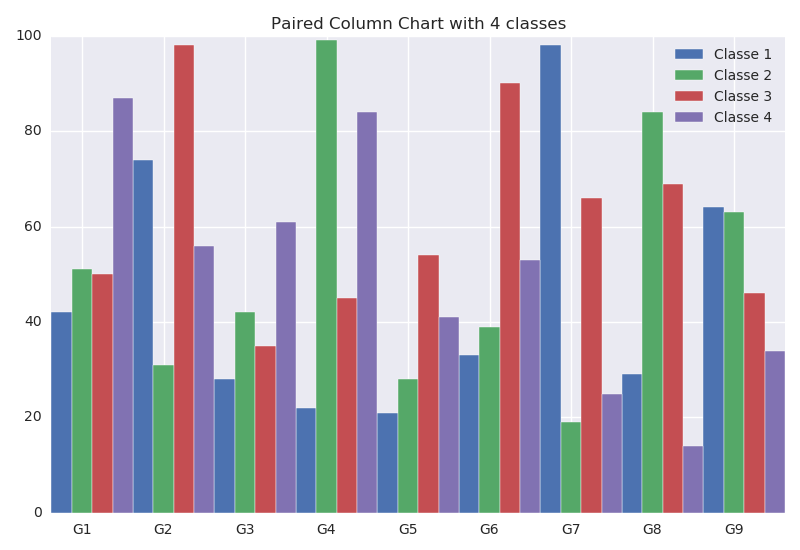 Paired Column Chart with 4 classes
100
80
60
40
20
0
Classe 1
Classe 2
Classe 3
Classe 4
G1 G2 G3 G4 G5 G6 G7 G8 G9